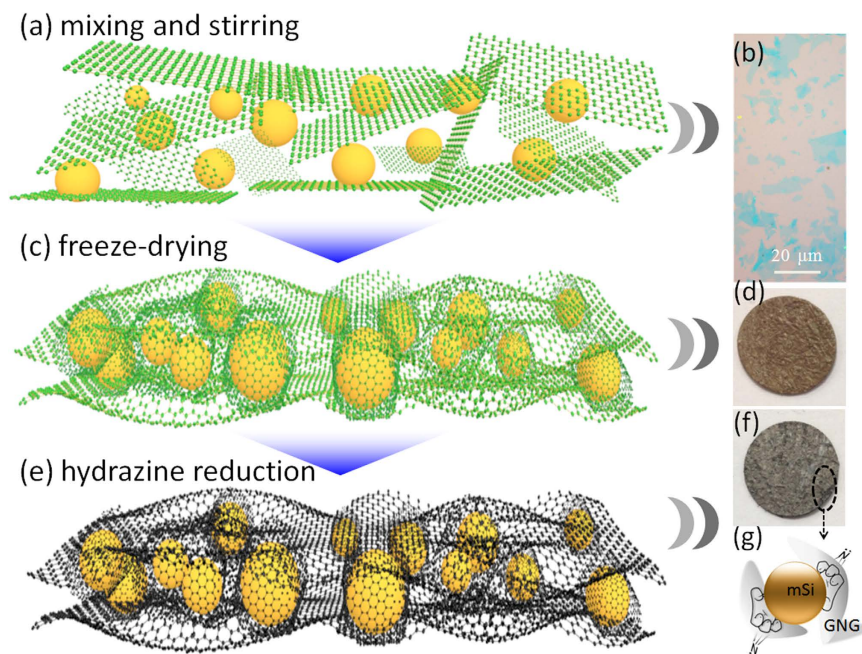 (a) mixing and stirring
(b)
20 μm
(c) freeze-drying
(d)
(e) hydrazine reduction
(f)
(g)
N
mSi
GNG
N